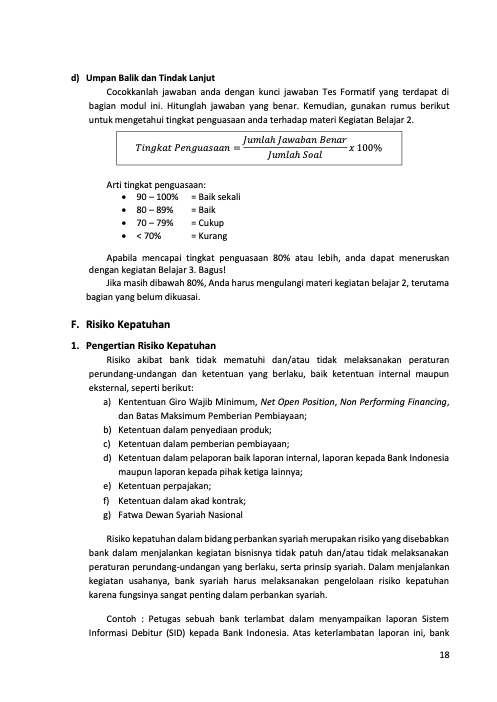 d) Umpan Balik dan Tindak Lanjut
Cocokkanlah jawaban anda dengan kunci jawaban Tes Formatif yang terdapat di
bagian modul ini. Hitunglah jawaban yang benar. Kemudian, gunakan rumus berikut
untuk mengetahui tingkat penguasaan anda terhadap materi Kegiatan Belajar 2.
Tingkat Penguasaan = Jumlah Jawaban Benar / Jumlah Soal x 100%
Arti tingkat penguasaan:
• 90 – 100% = Baik sekali
• 80 – 89% = Baik
• 70 – 79% = Cukup
• < 70% = Kurang
Apabila mencapai tingkat penguasaan 80% atau lebih, anda dapat meneruskan
dengan kegiatan Belajar 3. Bagus!
Jika masih dibawah 80%, Anda harus mengulangi materi kegiatan belajar 2, terutama
bagian yang belum dikuasai.
F. Risiko Kepatuhan
1. Pengertian Risiko Kepatuhan
Risiko akibat bank tidak mematuhi dan/atau tidak melaksanakan peraturan
perundang-undangan dan ketentuan yang berlaku, baik ketentuan internal maupun
eksternal, seperti berikut:
a) Kententuan Giro Wajib Minimum, Net Open Position, Non Performing Financing,
dan Batas Maksimum Pemberian Pembiayaan;
b) Ketentuan dalam penyediaan produk;
c) Ketentuan dalam pemberian pembiayaan;
d) Ketentuan dalam pelaporan baik laporan internal, laporan kepada Bank Indonesia
maupun laporan kepada pihak ketiga lainnya;
e) Ketentuan perpajakan;
f) Ketentuan dalam akad kontrak;
g) Fatwa Dewan Syariah Nasional
Risiko kepatuhan dalam bidang perbankan syariah merupakan risiko yang disebabkan
bank dalam menjalankan kegiatan bisnisnya tidak patuh dan/atau tidak melaksanakan
peraturan perundang-undangan yang berlaku, serta prinsip syariah. Dalam menjalankan
kegiatan usahanya, bank syariah harus melaksanakan pengelolaan risiko kepatuhan
karena fungsinya sangat penting dalam perbankan syariah.
Contoh : Petugas sebuah bank terlambat dalam menyampaikan laporan Sistem
Informasi Debitur (SID) kepada Bank Indonesia. Atas keterlambatan laporan ini, bank
18